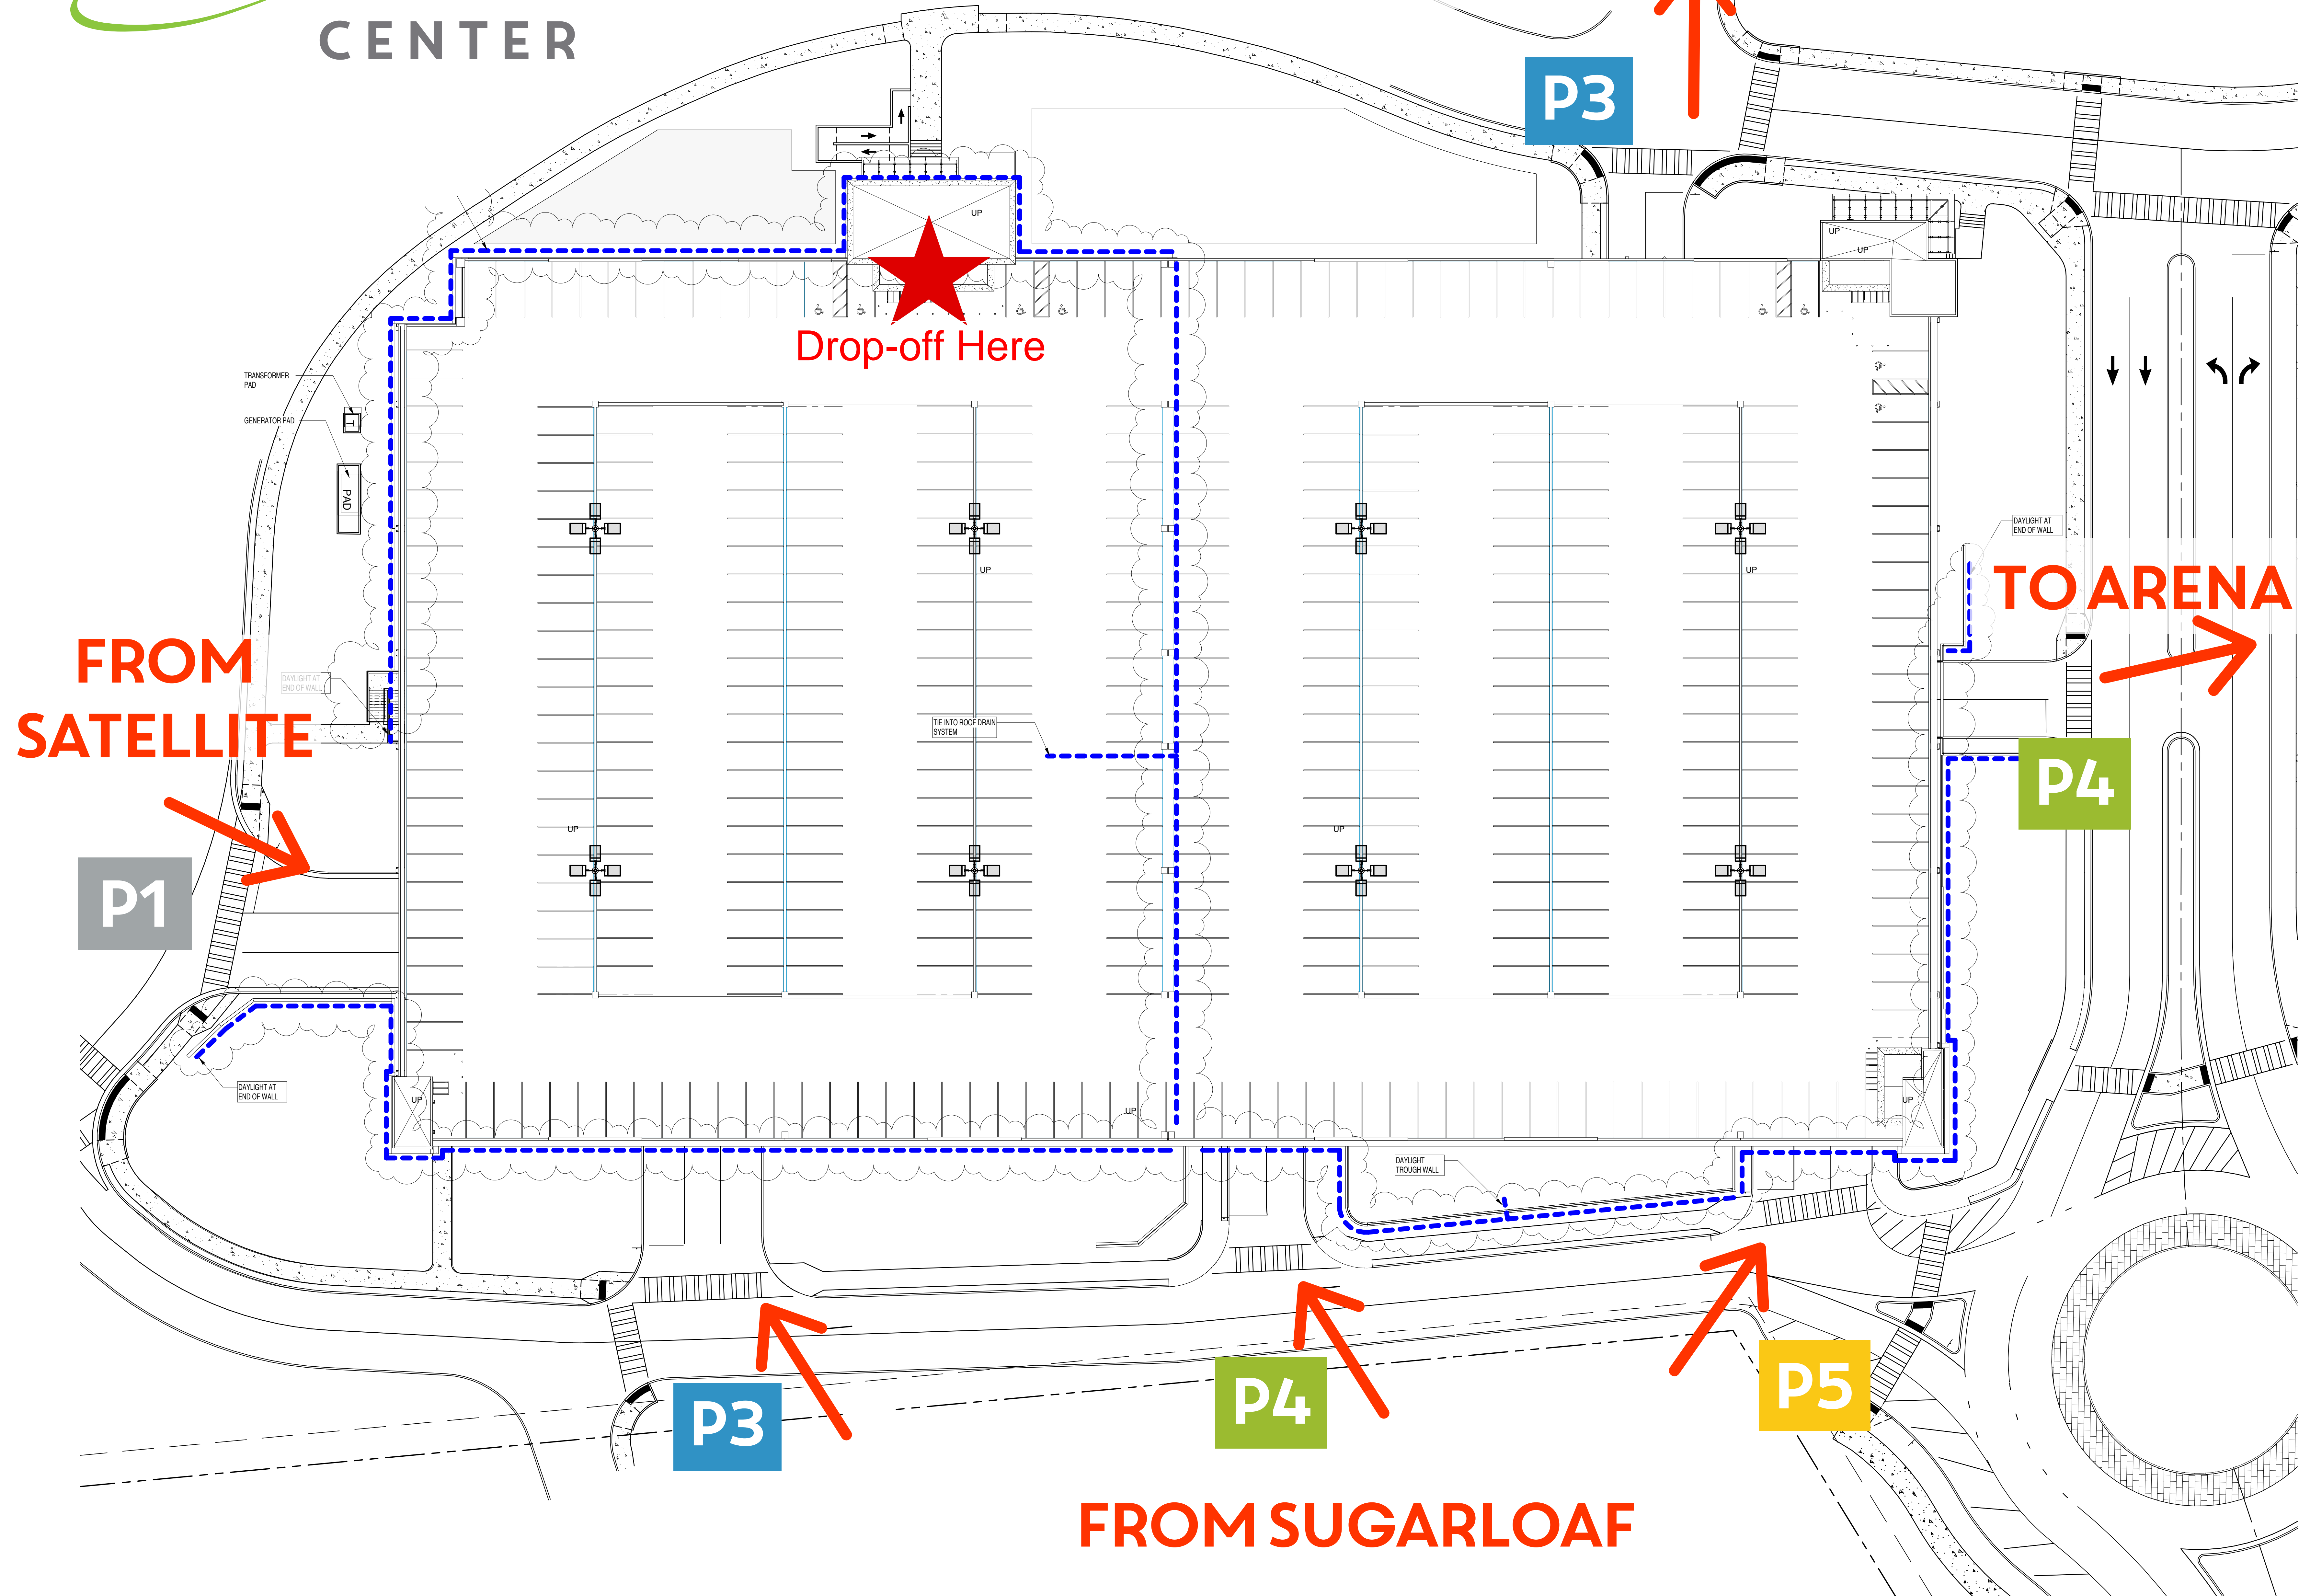 CENTER
P3
UP
UP
UP
Drop-off Here
TRANSFORMER
PAD
T
GENERATOR PAD
PAD
DAYLIGHT AT
END OF WALL
UP
UP
TO ARENA
FROM
SATELLITE
DAYLIGHT AT
END OF WALL
TIE INTO ROOF DRAIN
SYSTEM
P4
UP
UP
P1
DAYLIGHT AT
END OF WALL
UP
UP
UP
DAYLIGHT
TROUGH WALL
P3
P4
P5
FROM SUGARLOAF